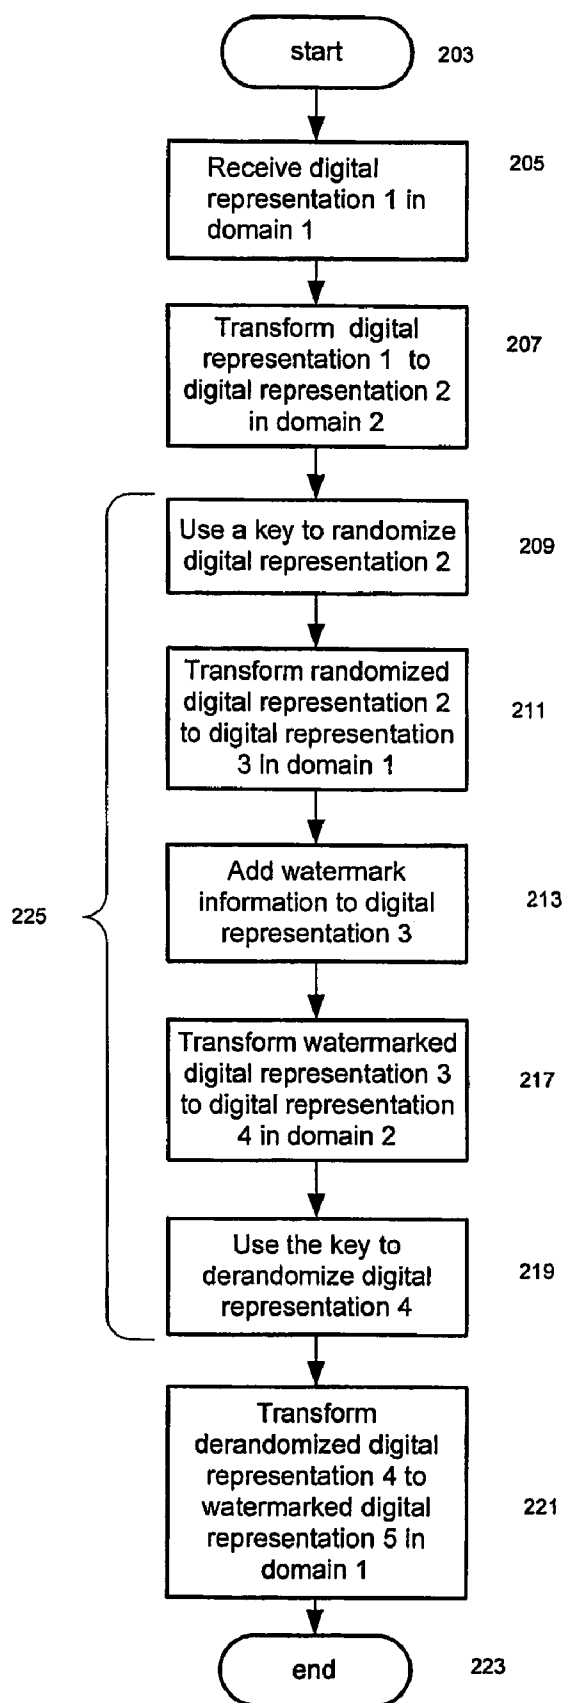 start
203
Receive digital
representation 1 in
domain 1
205
Transform digital
representation 1 to
digital representation 2
in domain 2
207
Use a key to randomize
digital representation 2
209
Transform randomized
digital representation 2
to digital representation
3 in domain 1
211
Add watermark
information to digital
representation 3
213
225
Transform watermarked
digital representation 3
to digital representation
4 in domain 2
217
Use the key to
derandomize digital
representation 4
219
Transform
derandomized digital
representation 4 to
watermarked digital
representation 5 in
domain 1
221
end
223